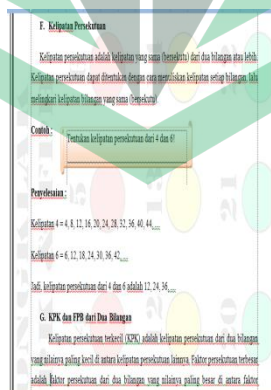 F. Kelipatan Persekutuan
Kelipatan persekutuan adalah kelipatan yang sama (bersekutu) dari dua bilangan atau lebih.
Kelipatan persekutuan dapat ditentukan dengan cara menuliskan kelipatan setiap bilangan, lalu
melingkari kelipatan bilangan yang sama (bersekutu).
Contoh :
Tentukan kelipatan persekutuan dari 4 dan 6!
Penyelesaian :
Kelipatan 4 = 4, 8, 12, 16, 20, 24, 28, 32, 36, 40, 44, ....
Kelipatan 6 = 6, 12, 18, 24, 30, 36, 42, ....
Jadi, kelipatan persekutuan dari 4 dan 6 adalah 12, 24, 36, ....
G. KPK dan FPB dari Dua Bilangan
Kelipatan persekutuan terkecil (KPK) adalah kelipatan persekutuan dari dua bilangan
yang nilainya paling kecil di antara kelipatan persekutuan lainnya. Faktor persekutuan terbesar
adalah faktor persekutuan dari dua bilangan yang nilainya paling besar di antara faktor